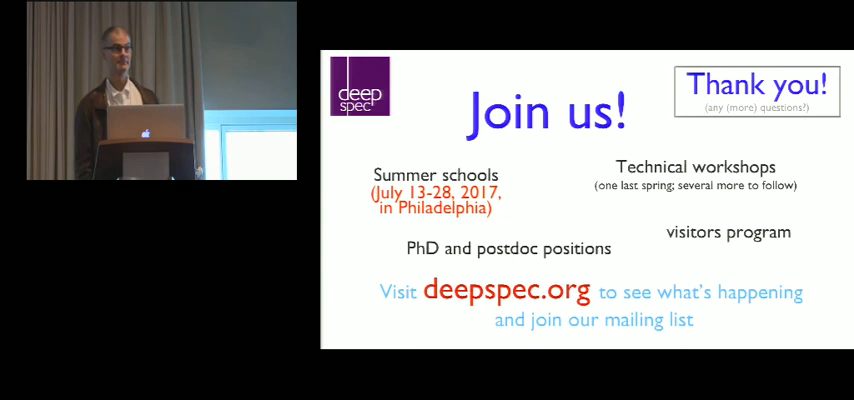 deep
spec
Join us!
Thank you!
(any (more) questions?)
Summer schools
(July 13-28, 2017,
in Philadelphia)
Technical workshops
(one last spring; several more to follow)
visitors program
PhD and postdoc positions
Visit deepspec.org to see what's happening
and join our mailing list